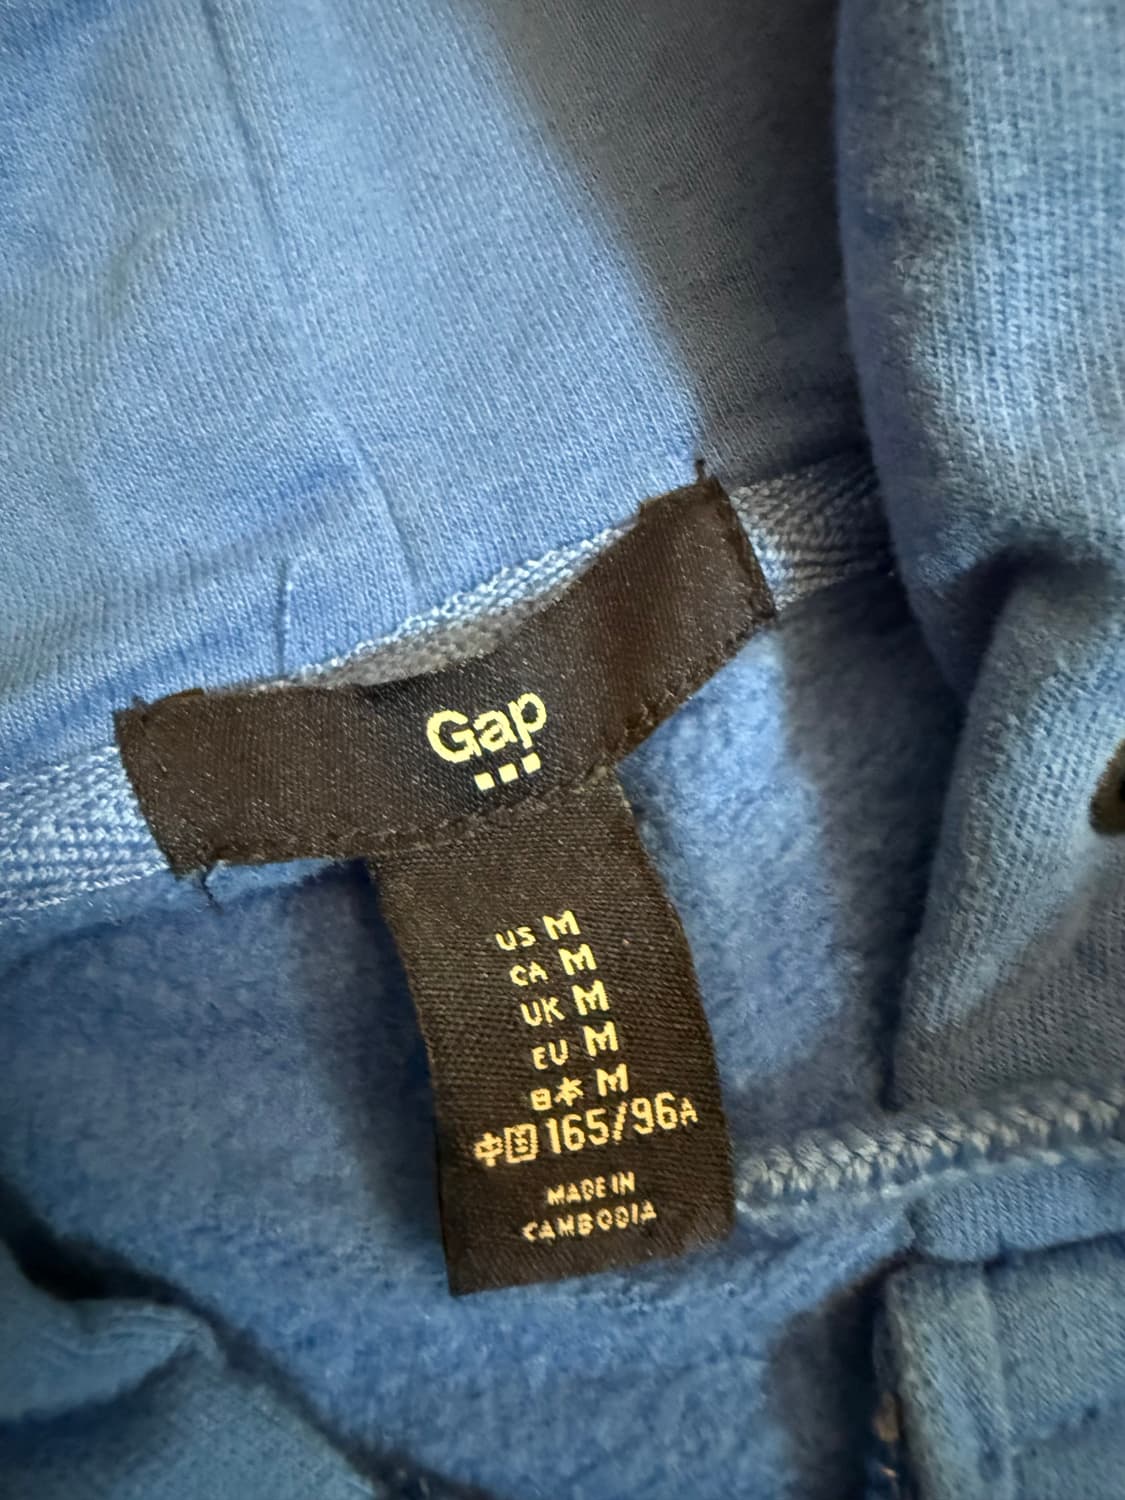 Gap
US M
CA M
UK M
EU M
日本 M
中国 165/96A
MADE IN
CAMBODIA